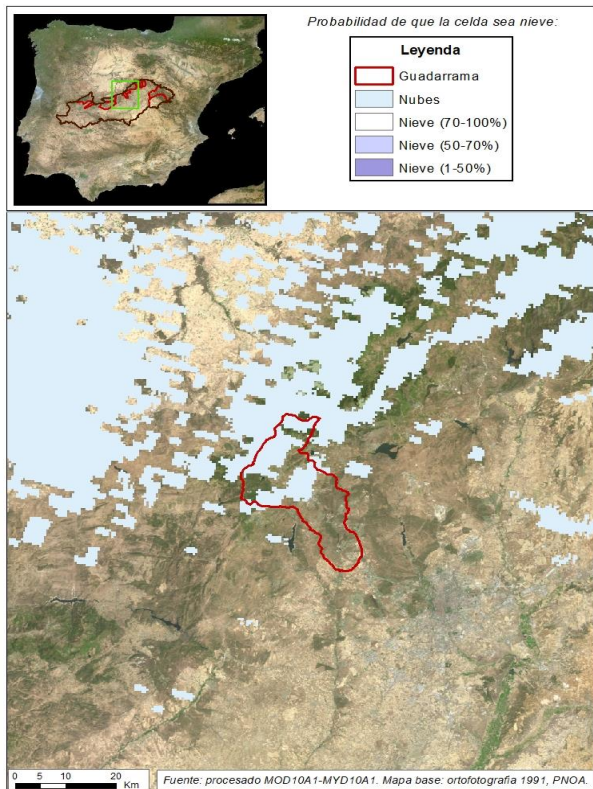 Probabilidad de que la celda sea nieve:
Leyenda
Guadarrama
Nubes
Nieve (70-100%)
Nieve (50-70%)
Nieve (1-50%)
0 5 10 20
Km
Fuente: procesado MOD10A1-MYD10A1. Mapa base: ortofotografia 1991, PNOA.